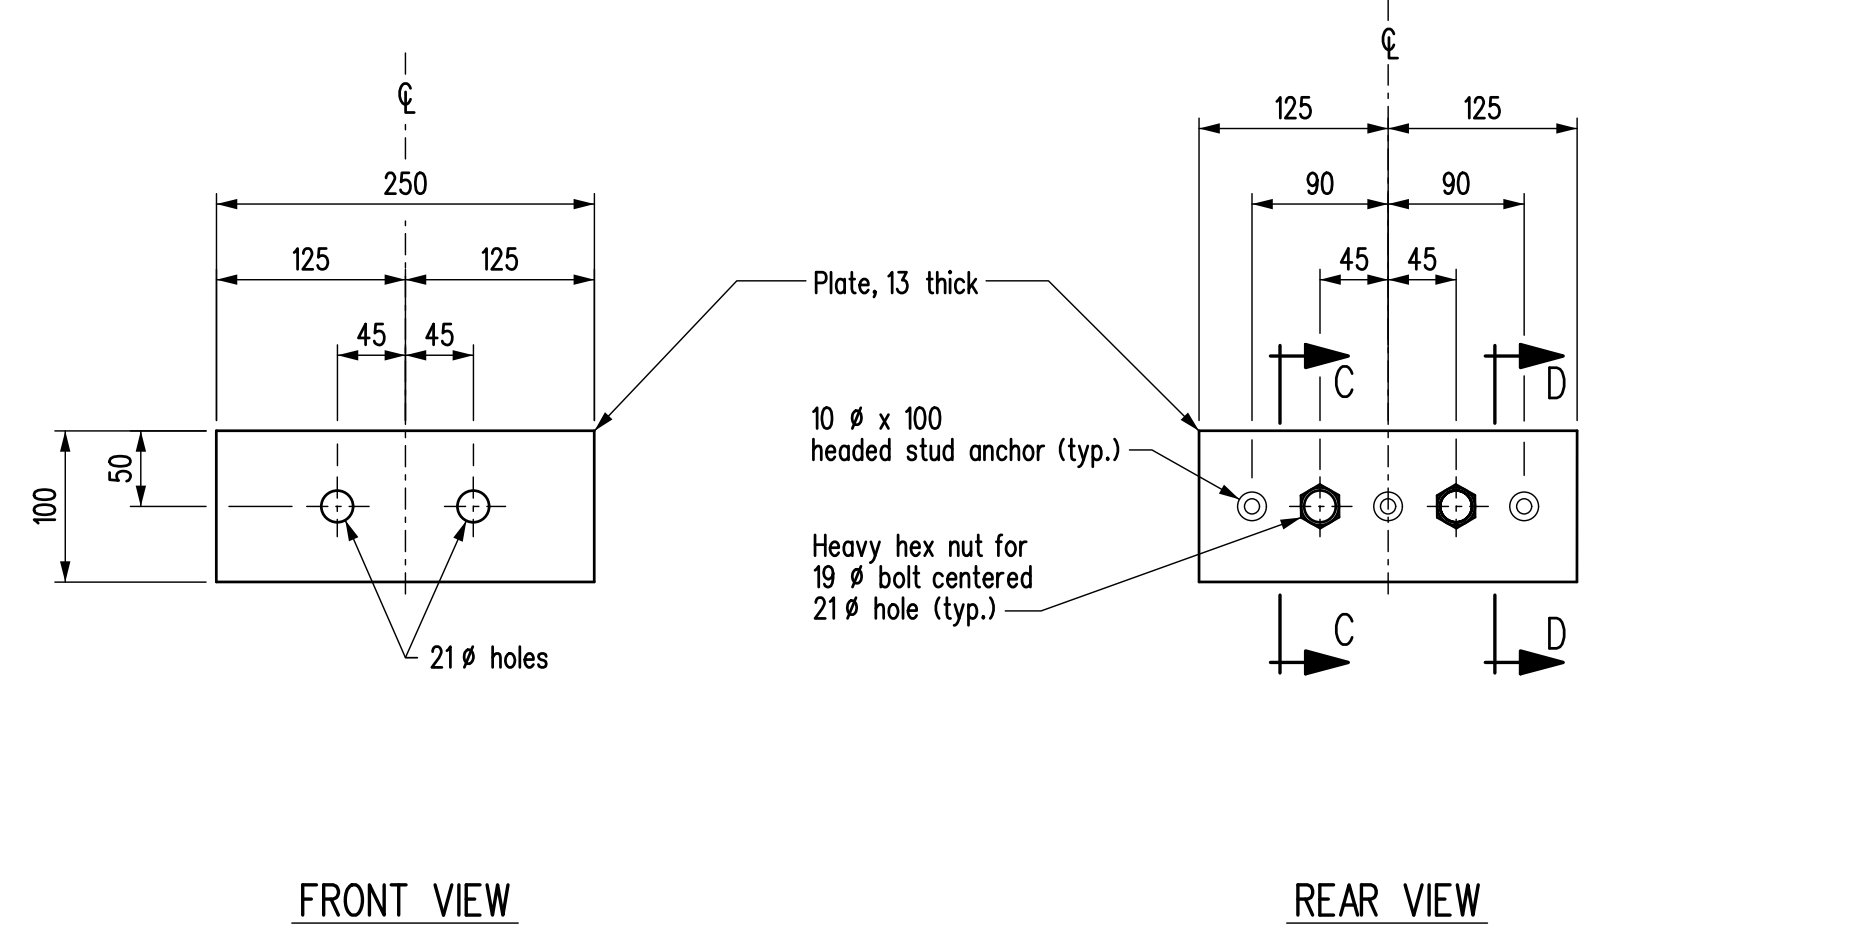 ℄
250
125 125
45 45
50
100
21 ø holes
FRONT VIEW
Plate, 13 thick
10 ø x 100
headed stud anchor (typ.)
Heavy hex nut for
19 ø bolt centered
21 ø hole (typ.)
℄
125 125
90 90
45 45
C D
C D
REAR VIEW